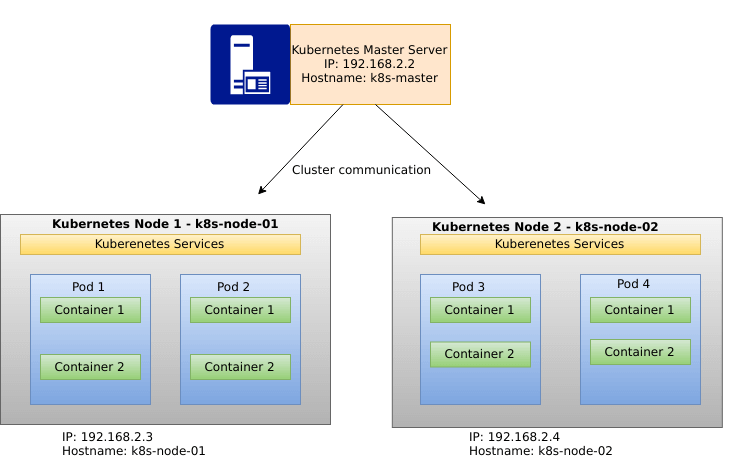 Kubernetes Master Server
IP: 192.168.2.2
Hostname: k8s-master
Cluster communication
Kubernetes Node 1 - k8s-node-01
Kuberenetes Services
Pod 1
Container 1
Container 2
Pod 2
Container 1
Container 2
IP: 192.168.2.3
Hostname: k8s-node-01
Kubernetes Node 2 - k8s-node-02
Kuberenetes Services
Pod 3
Container 1
Container 2
Pod 4
Container 1
Container 2
IP: 192.168.2.4
Hostname: k8s-node-02